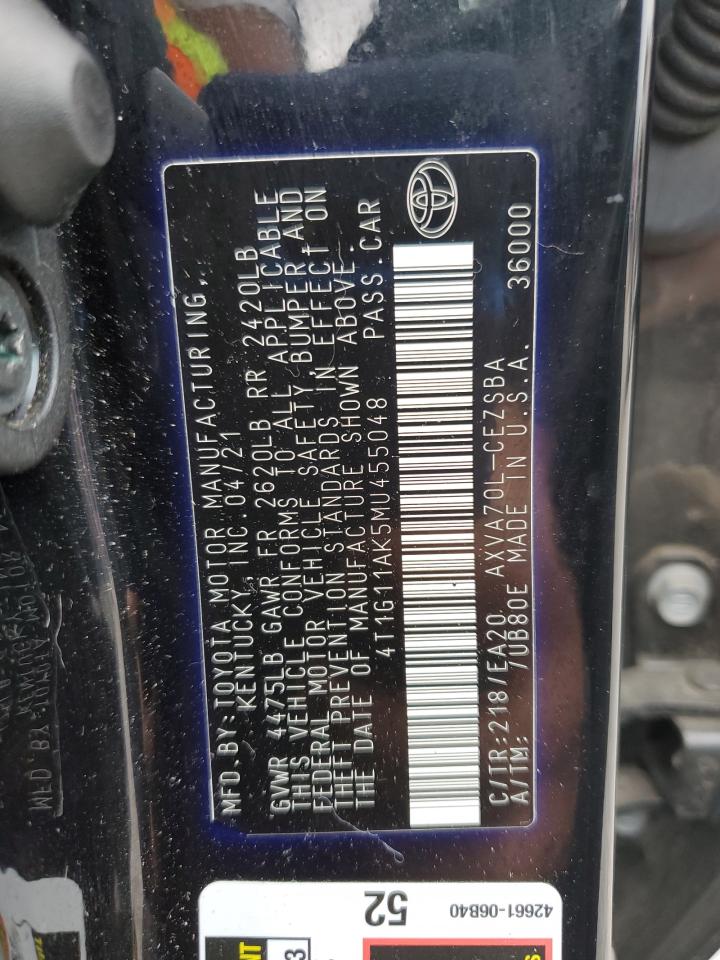 MFD.BY:TOYOTA MOTOR MANUFACTURING,
KENTUCKY, INC.04/21
GVWR 4475LB GAWR FR 2620LB RR 2420LB
THIS VEHICLE CONFORMS TO ALL APPLICABLE
FEDERAL MOTOR VEHICLE SAFETY, BUMPER AND
THEFT PREVENTION STANDARDS IN EFFECT ON
THE DATE OF MANUFACTURE SHOWN ABOVE.
4T1G11AK5MU455048 PASS.CAR
C/TR:218/EA20 AXVA70L-CEZSBA
A/TM: /UB80E MADE IN U.S.A. 36000
52
42661-06B40